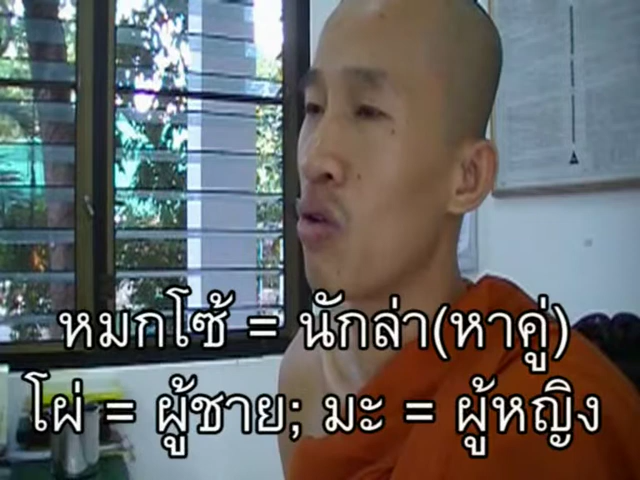 หมกโซ้ = นักล่า(หาคู่)
โผ่ = ผู้ชาย; มะ = ผู้หญิง